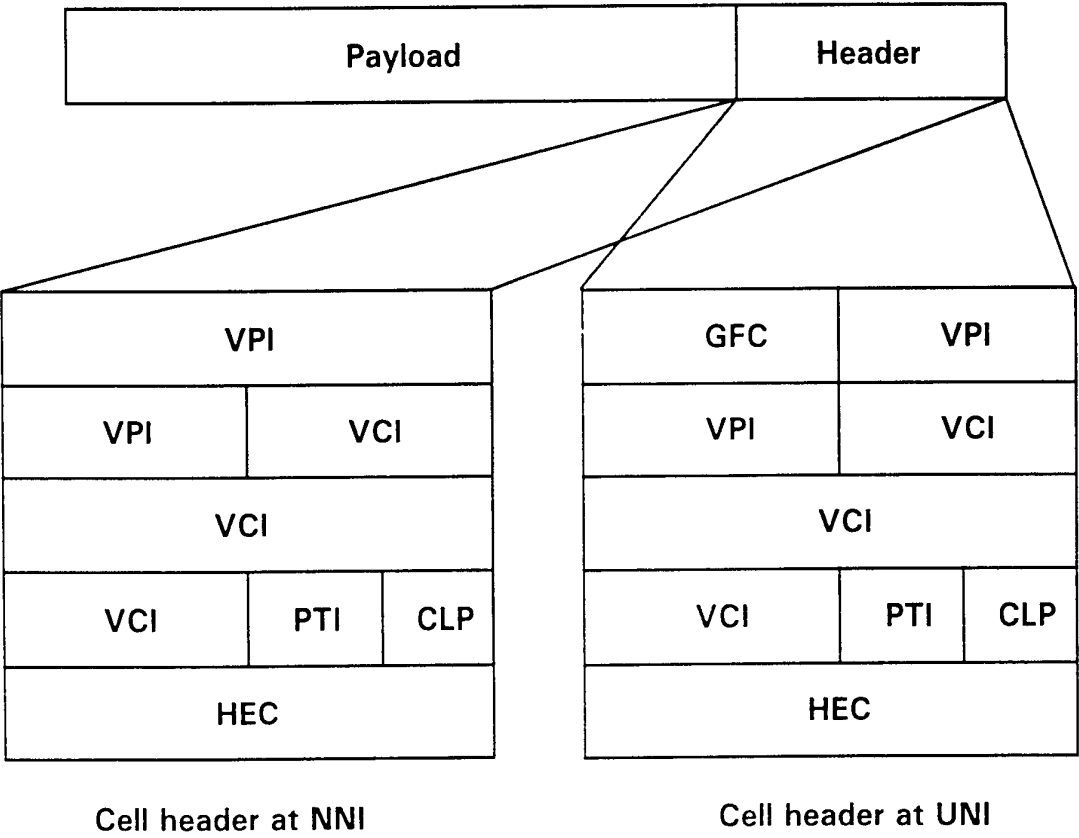 Payload
Header
VPI
VPI
VCI
VCI
VCI
PTI
CLP
HEC
Cell header at NNI
GFC
VPI
VPI
VCI
VCI
VCI
PTI
CLP
HEC
Cell header at UNI